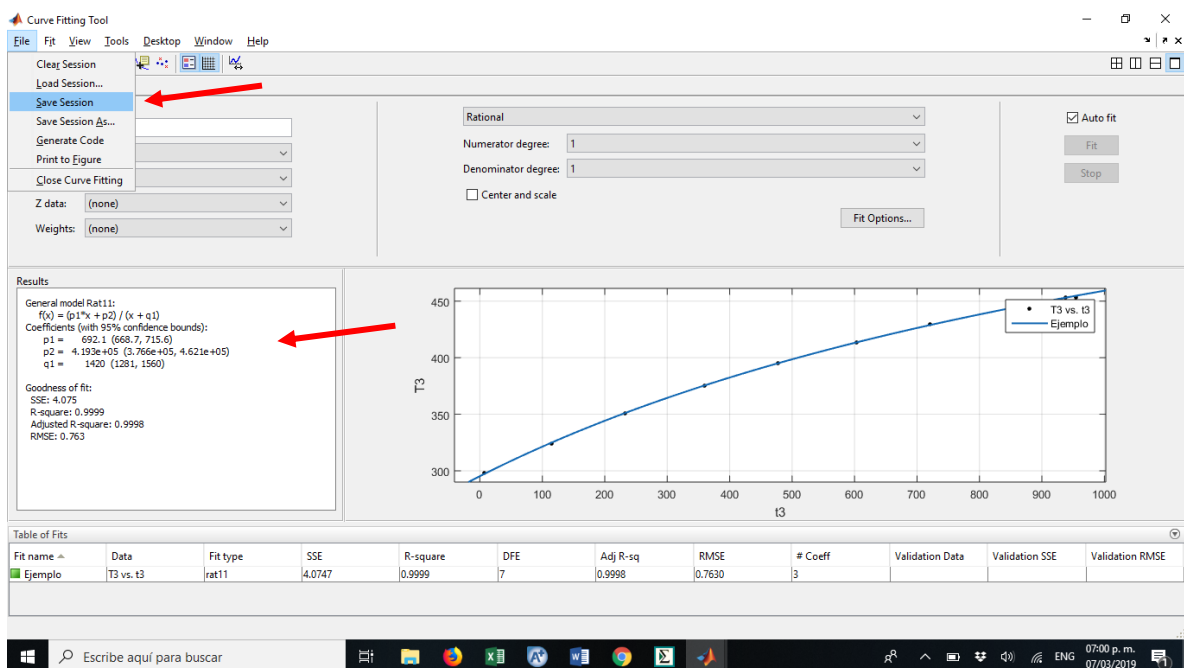 Curve Fitting Tool
File Fit View Tools Desktop Window Help
Clear Session
Load Session...
Save Session
Save Session As...
Generate Code
Print to Figure
Close Curve Fitting
Z data: (none)
Weights: (none)
Rational
Numerator degree: 1
Denominator degree: 1
Center and scale
Fit Options...
Auto fit
Fit
Stop
Results
General model Rat11:
f(x) = (p1*x + p2) / (x + q1)
Coefficients (with 95% confidence bounds):
p1 = 692.1 (668.7, 715.6)
p2 = 4.193e+05 (3.766e+05, 4.621e+05)
q1 = 1420 (1281, 1560)
Goodness of fit:
SSE: 4.075
R-square: 0.9999
Adjusted R-square: 0.9998
RMSE: 0.763
450
400
350
300
T3
0 100 200 300 400 500 600 700 800 900 1000
t3
T3 vs. t3
Ejemplo
Table of Fits
Fit name Data Fit type SSE R-square DFE Adj R-sq RMSE # Coeff Validation Data Validation SSE Validation RMSE
Ejemplo T3 vs. t3 rat11 4.0747 0.9999 7 0.9998 0.7630 3
Escribe aquí para buscar
ENG
07:00 p. m.
07/03/2019